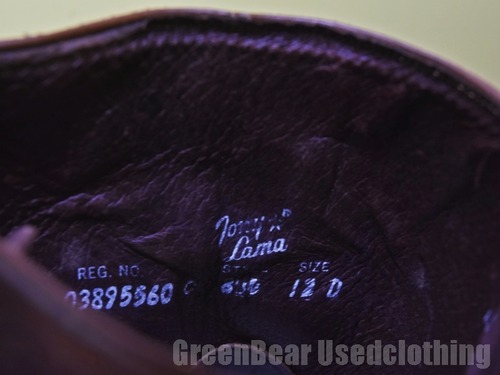 Tony Lama
REG. NO. SIZE
03895560 12 D
GreenBear Usedclothing